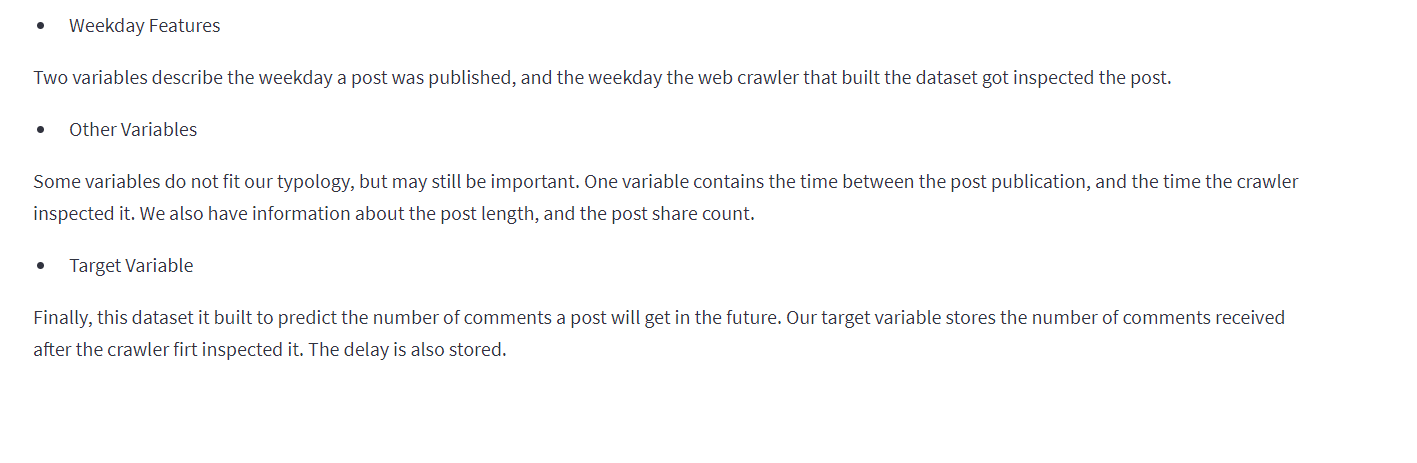 • Weekday Features
Two variables describe the weekday a post was published, and the weekday the web crawler that built the dataset got inspected the post.
• Other Variables
Some variables do not fit our typology, but may still be important. One variable contains the time between the post publication, and the time the crawler
inspected it. We also have information about the post length, and the post share count.
• Target Variable
Finally, this dataset it built to predict the number of comments a post will get in the future. Our target variable stores the number of comments received
after the crawler firt inspected it. The delay is also stored.